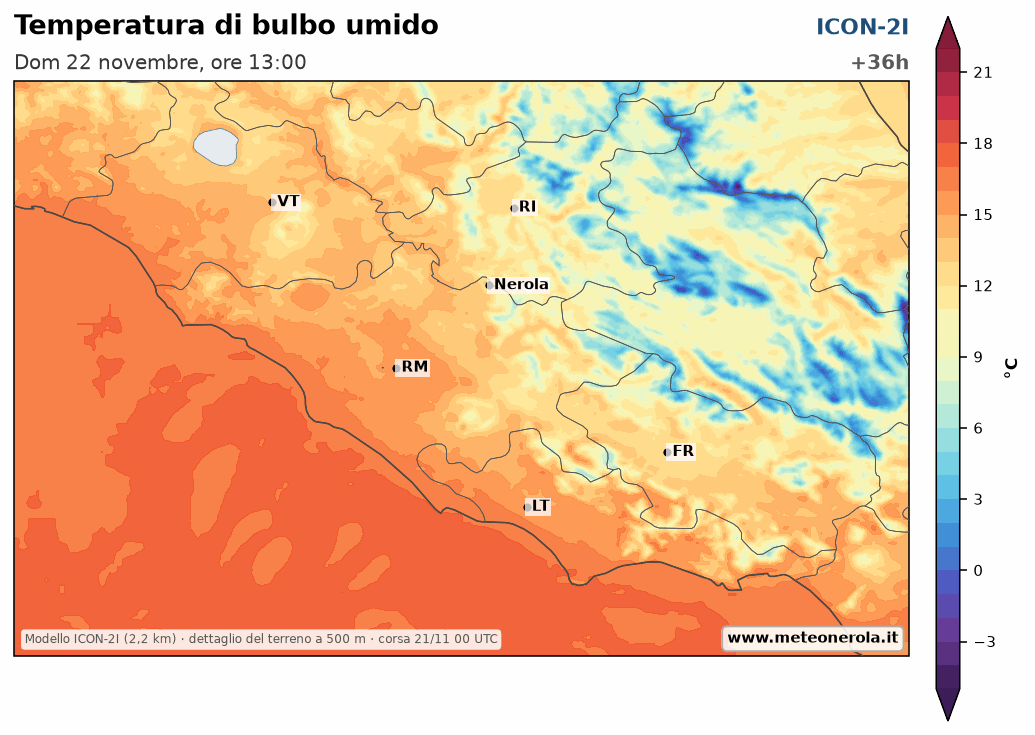 Temperatura di bulbo umido
ICON-2I
Dom 22 novembre, ore 13:00
+36h
VT
RI
Nerola
RM
FR
LT
21
18
15
12
9
6
3
0
−3
°C
Modello ICON-2I (2,2 km) · dettaglio del terreno a 500 m · corsa 21/11 00 UTC
www.meteonerola.it